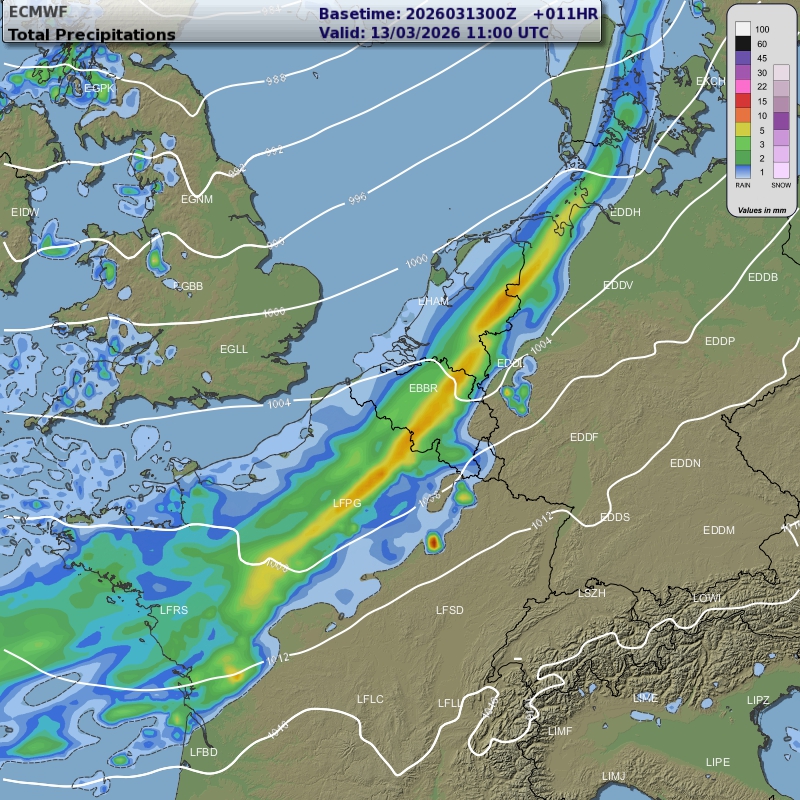 ECMWF
Total Precipitations
Basetime: 2026031300Z +011HR
Valid: 13/03/2026 11:00 UTC
100
60
45
30
22
15
10
5
3
2
1
RAIN SNOW
Values in mm
988
992
992
996
996
1000
1000
1004
1004
1008
1008
1012
1012
1016
EGPK
EKCH
EGNM
EIDW
EDDH
EGBB
EDDV
EDDB
EHAM
EGLL
EDDP
EDDL
EBBR
EDDF
EDDN
LFPG
EDDS
EDDM
LSZH
LOWI
LFRS
LFSD
LFLC
LFLL
LIME
LIPZ
LFBD
LIMF
LIPE
LIMJ